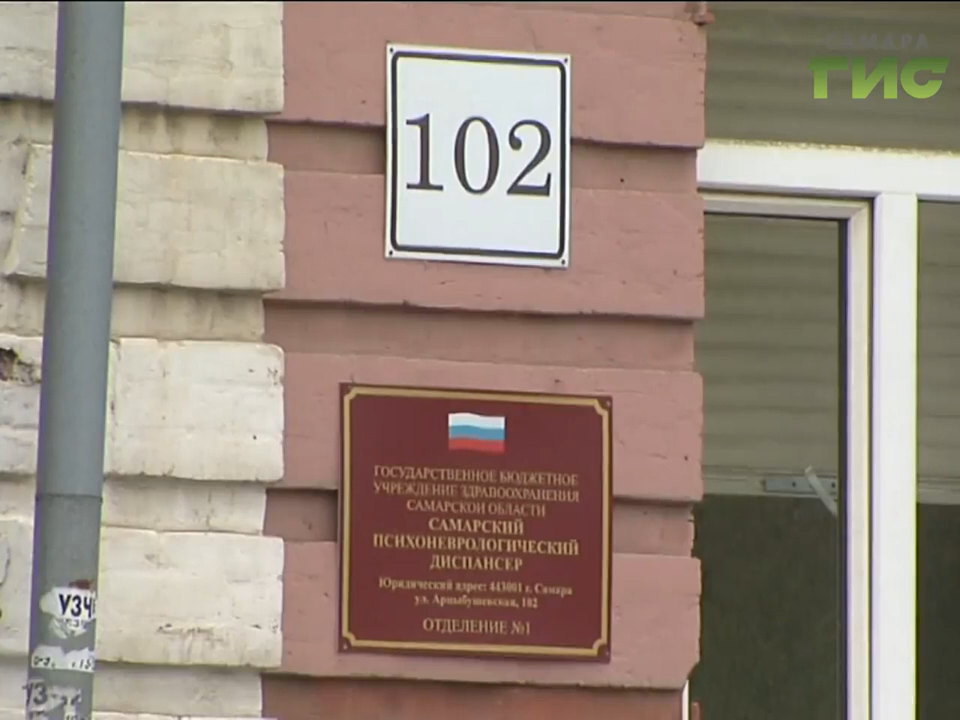 САМАРА
ГИС
102
ГОСУДАРСТВЕННОЕ БЮДЖЕТНОЕ
УЧРЕЖДЕНИЕ ЗДРАВООХРАНЕНИЯ
САМАРСКОЙ ОБЛАСТИ
САМАРСКИЙ
ПСИХОНЕВРОЛОГИЧЕСКИЙ
ДИСПАНСЕР
Юридический адрес: 443001 г. Самара
ул. Арцыбушевская, 102
ОТДЕЛЕНИЕ №1